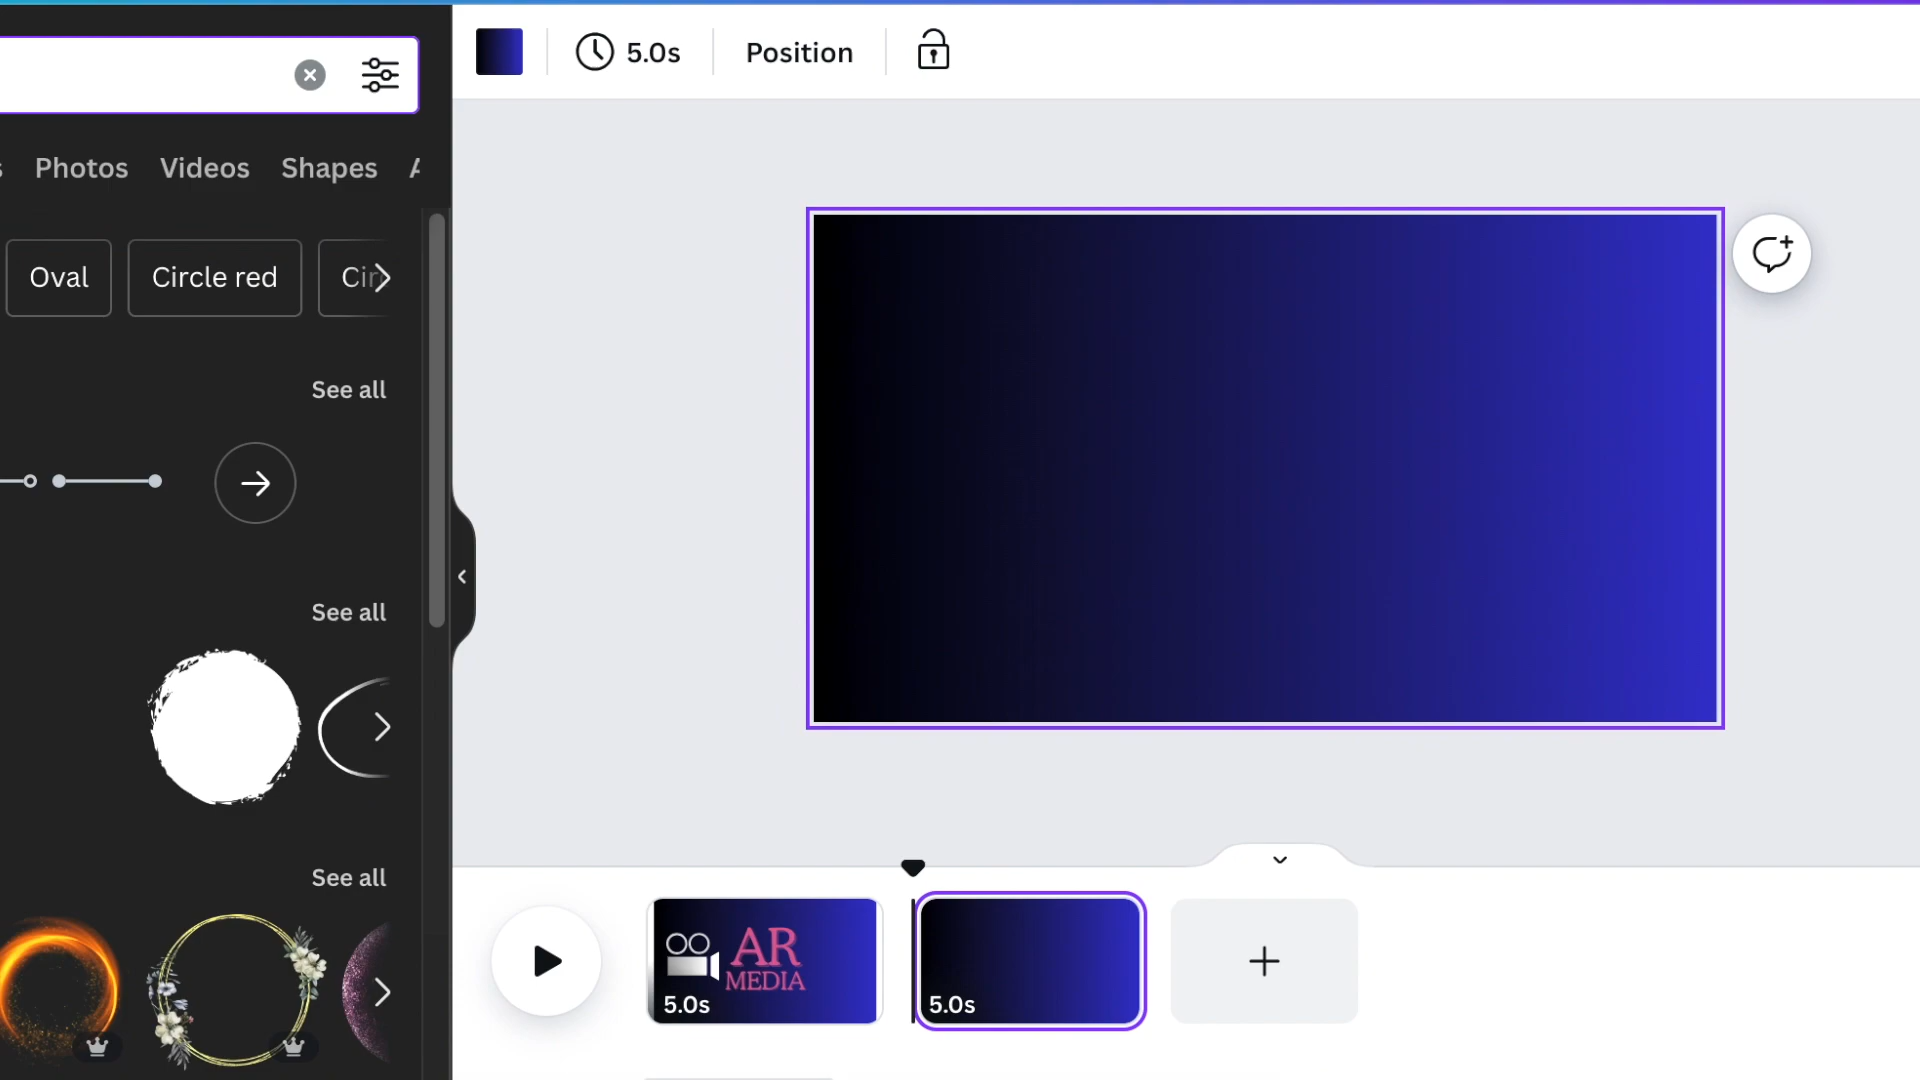 5.0s
Position
Photos
Videos
Shapes
Oval
Circle red
See all
See all
See all
AR
MEDIA
5.0s
5.0s